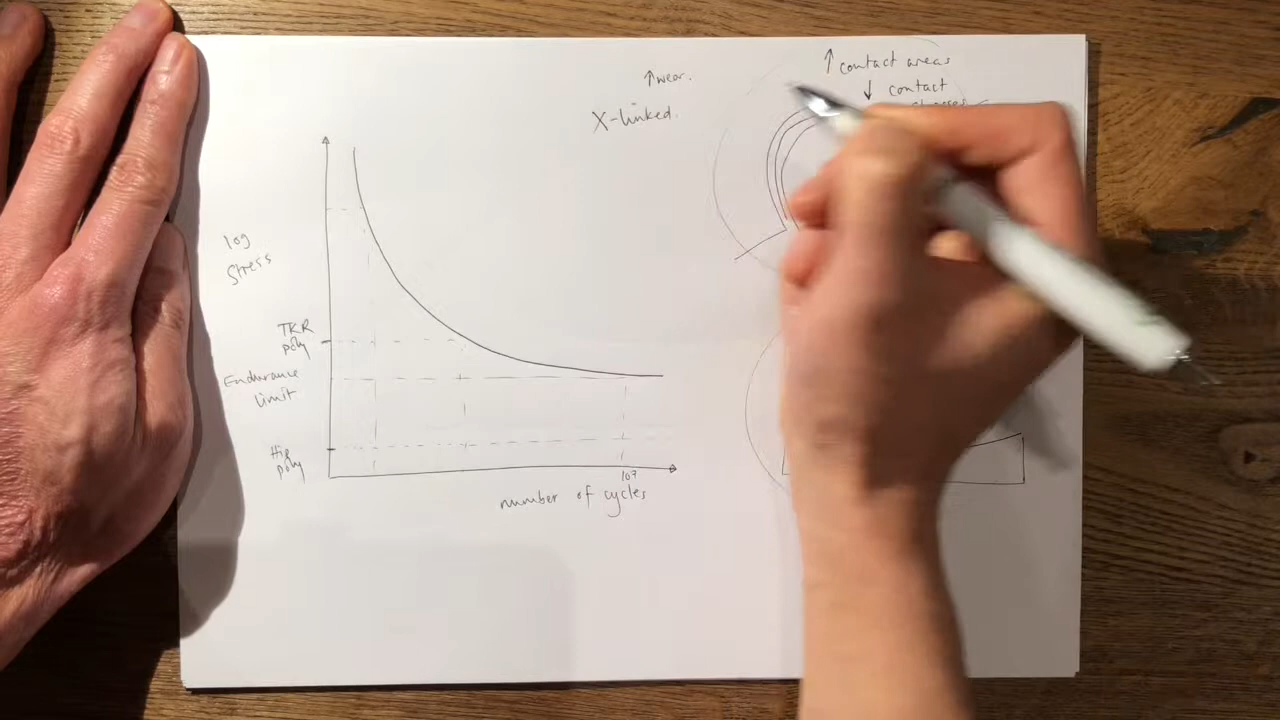 ↑ wear.
X-linked.
↑ contact areas
↓ contact
log
stress
TKR
poly
Endurance
limit
Hip
poly
10⁷
number of cycles